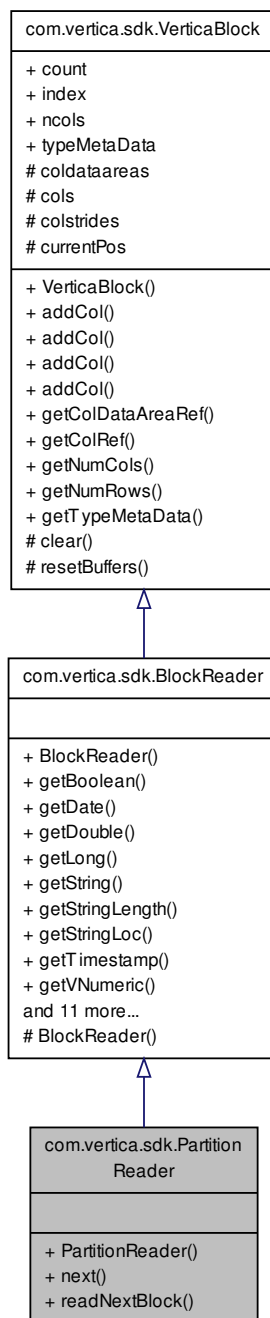 com.vertica.sdk.VerticaBlock
+ count
+ index
+ ncols
+ typeMetaData
# coldataareas
# cols
# colstrides
# currentPos
+ VerticaBlock()
+ addCol()
+ addCol()
+ addCol()
+ addCol()
+ getColDataAreaRef()
+ getColRef()
+ getNumCols()
+ getNumRows()
+ getTypeMetaData()
# clear()
# resetBuffers()
com.vertica.sdk.BlockReader
+ BlockReader()
+ getBoolean()
+ getDate()
+ getDouble()
+ getLong()
+ getString()
+ getStringLength()
+ getStringLoc()
+ getTimestamp()
+ getVNumeric()
and 11 more...
# BlockReader()
com.vertica.sdk.Partition
Reader
+ PartitionReader()
+ next()
+ readNextBlock()